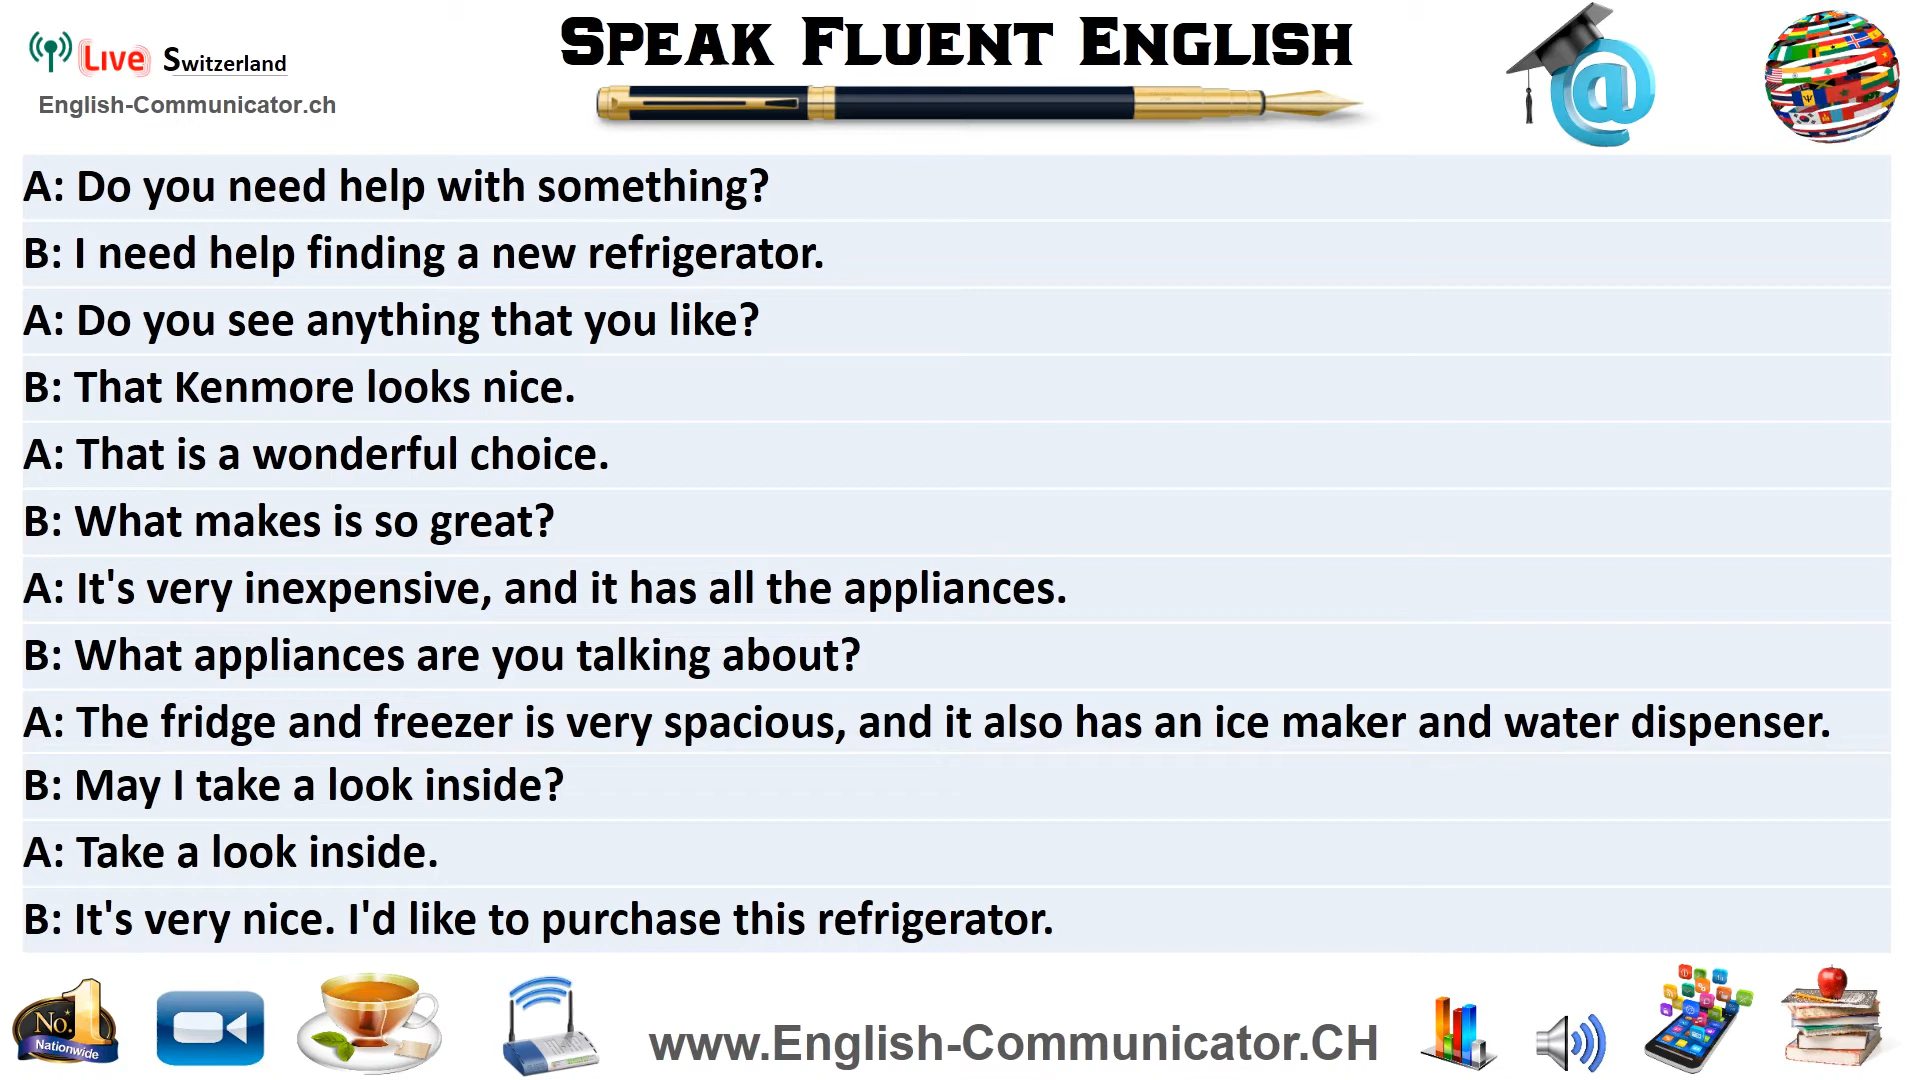 Live Switzerland
English-Communicator.ch
SPEAK FLUENT ENGLISH
A: Do you need help with something?
B: I need help finding a new refrigerator.
A: Do you see anything that you like?
B: That Kenmore looks nice.
A: That is a wonderful choice.
B: What makes is so great?
A: It's very inexpensive, and it has all the appliances.
B: What appliances are you talking about?
A: The fridge and freezer is very spacious, and it also has an ice maker and water dispenser.
B: May I take a look inside?
A: Take a look inside.
B: It's very nice. I'd like to purchase this refrigerator.
No. 1
Nationwide
www.English-Communicator.CH